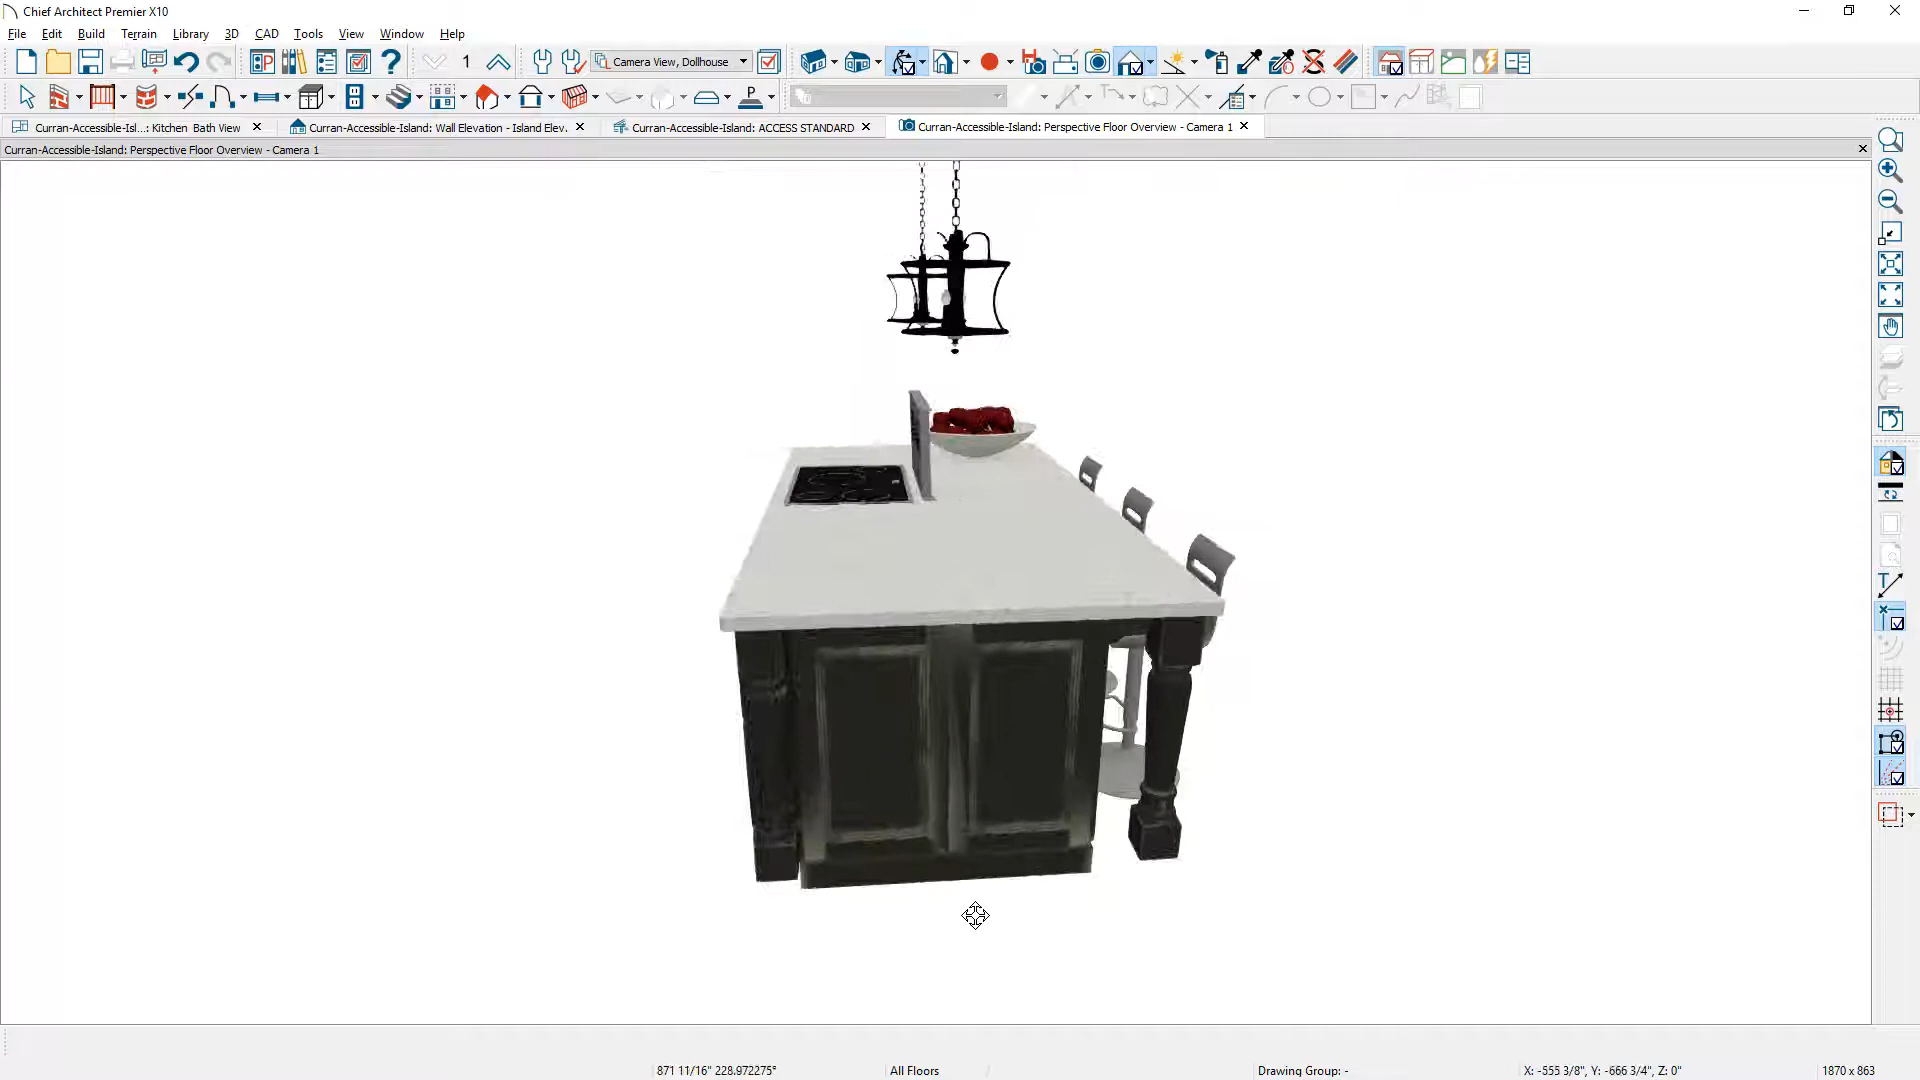 Chief Architect Premier X10
File Edit Build Terrain Library 3D CAD Tools View Window Help
1 Camera View, Dollhouse
P
Curran-Accessible-Isl...: Kitchen Bath View Curran-Accessible-Island: Wall Elevation - Island Elev. Curran-Accessible-Island: ACCESS STANDARD Curran-Accessible-Island: Perspective Floor Overview - Camera 1
Curran-Accessible-Island: Perspective Floor Overview - Camera 1
871 11/16" 228.972275° All Floors Drawing Group: - X: -555 3/8", Y: -666 3/4", Z: 0" 1870 x 863